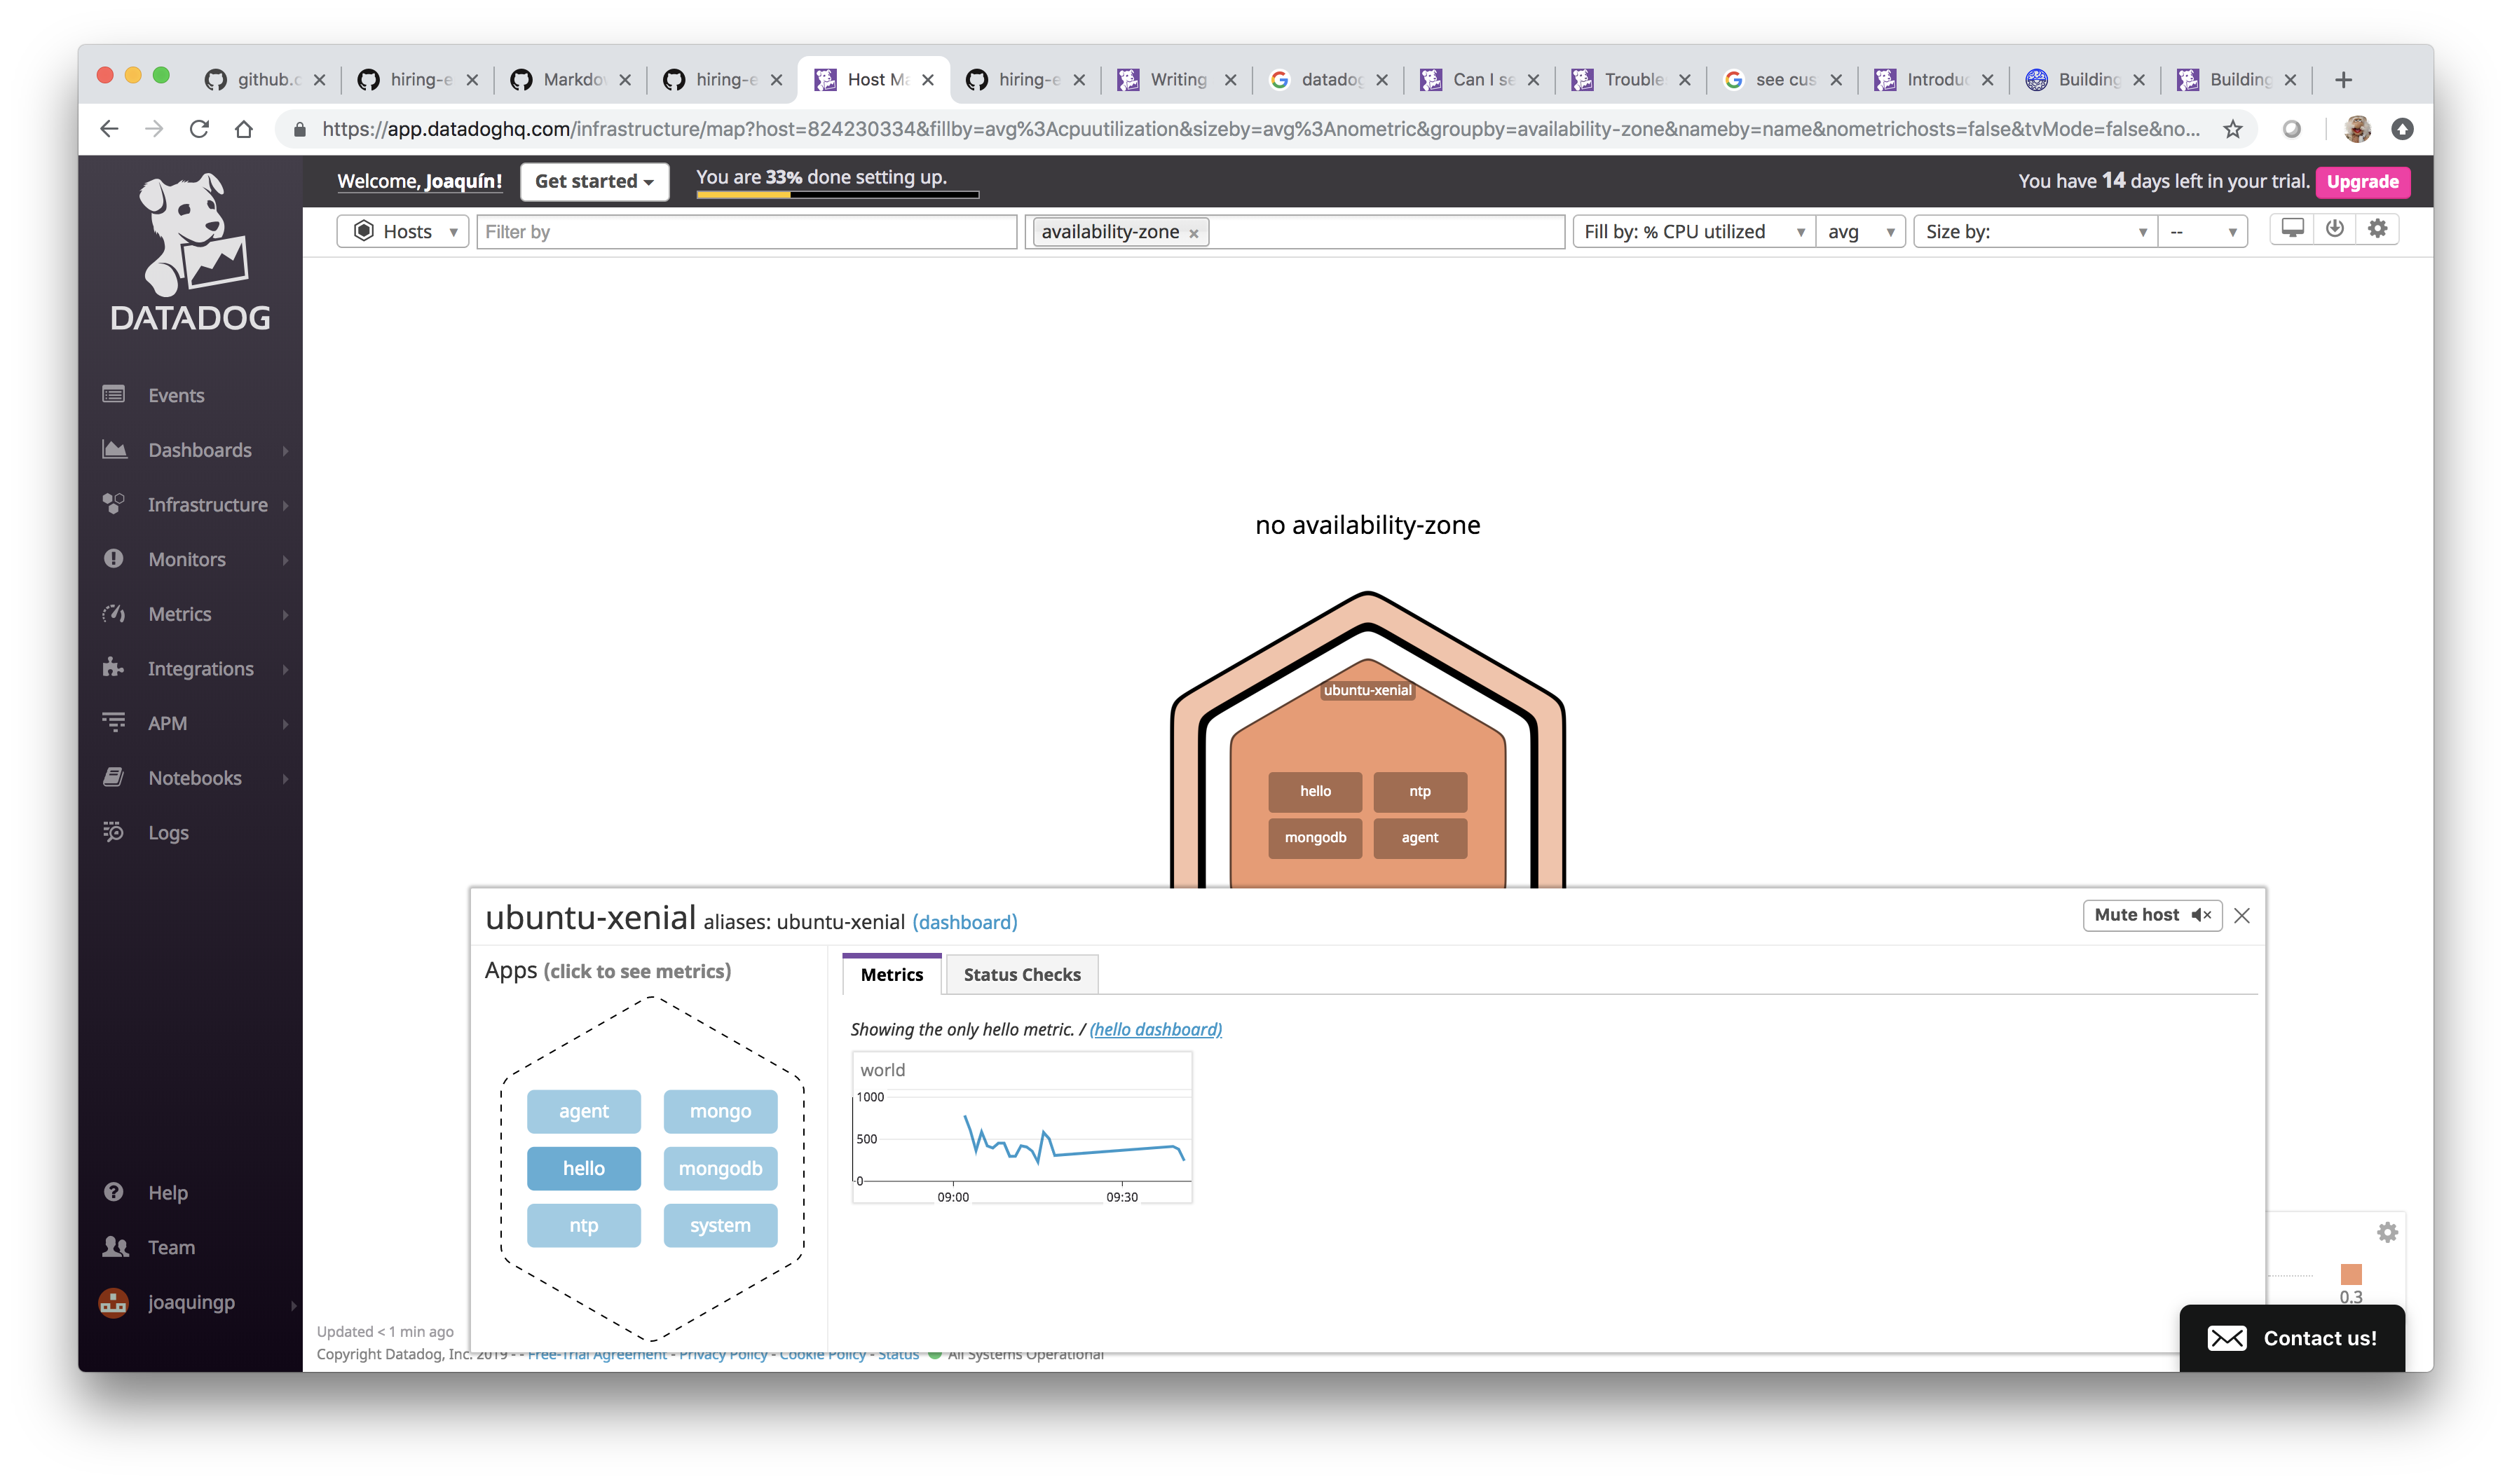 github.c
hiring-e
Markdow
hiring-e
Host Ma
hiring-e
Writing
datadog
Can I se
Trouble
see cus
Introduc
Building
Building
https://app.datadoghq.com/infrastructure/map?host=824230334&fillby=avg%3Acpuutilization&sizeby=avg%3Anometric&groupby=availability-zone&nameby=name&nometrichosts=false&tvMode=false&no...
DATADOG
Welcome, Joaquín!
Get started
You are 33% done setting up.
You have 14 days left in your trial.
Upgrade
Hosts
Filter by
availability-zone ×
Fill by: % CPU utilized
avg
Size by:
--
Events
Dashboards
Infrastructure
Monitors
Metrics
Integrations
APM
Notebooks
Logs
Help
Team
joaquingp
no availability-zone
ubuntu-xenial
hello
ntp
mongodb
agent
ubuntu-xenial aliases: ubuntu-xenial (dashboard)
Mute host
Apps (click to see metrics)
agent
mongo
hello
mongodb
ntp
system
Metrics
Status Checks
Showing the only hello metric. / (hello dashboard)
world
1000
500
0
09:00
09:30
0.3
Updated < 1 min ago
Copyright Datadog, Inc. 2019 - - Free-Trial Agreement - Privacy Policy - Cookie Policy - Status All Systems Operational
Contact us!